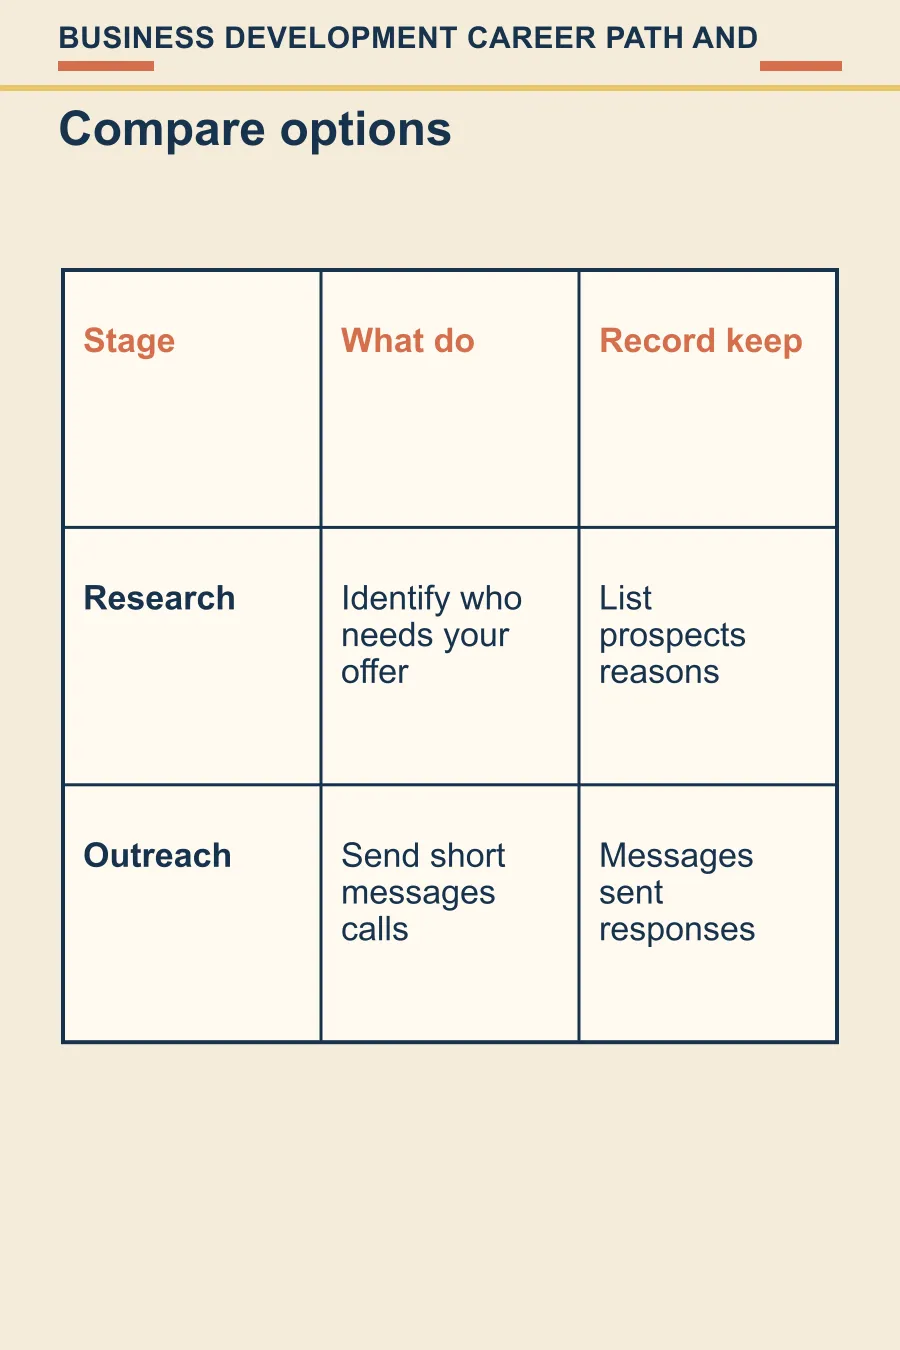 BUSINESS DEVELOPMENT CAREER PATH AND
Compare options
Stage
What do
Record keep
Research
Identify who
needs your
offer
List
prospects
reasons
Outreach
Send short
messages
calls
Messages
sent
responses